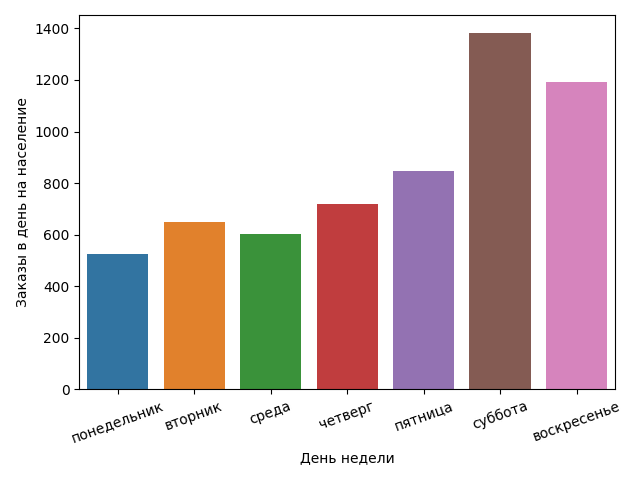 1400
1200
1000
800
600
400
200
0
Заказы в день на население
понедельник
вторник
среда
четверг
пятница
суббота
воскресенье
День недели